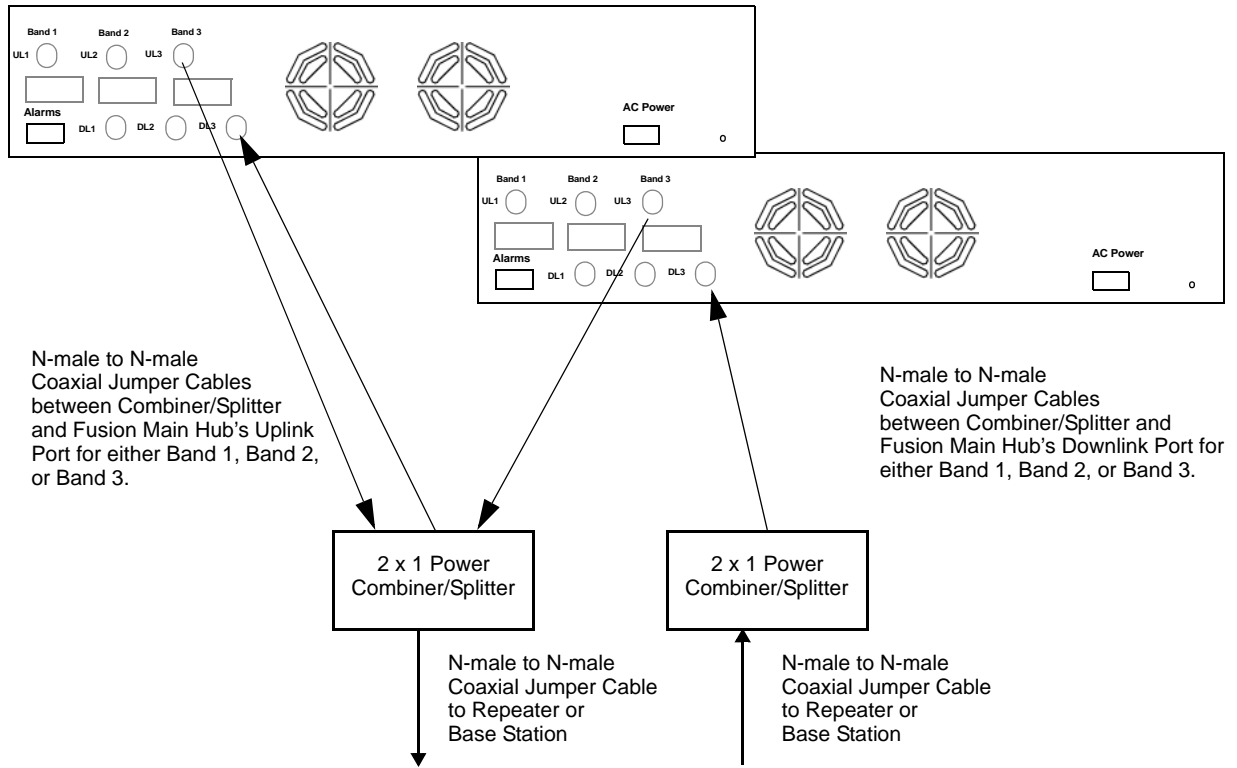 Band 1 Band 2 Band 3
UL1 UL2 UL3
Alarms
DL1 DL2 DL3
AC Power
Band 1 Band 2 Band 3
UL1 UL2 UL3
Alarms
DL1 DL2 DL3
AC Power
N-male to N-male
Coaxial Jumper Cables
between Combiner/Splitter
and Fusion Main Hub's Uplink
Port for either Band 1, Band 2,
or Band 3.
N-male to N-male
Coaxial Jumper Cables
between Combiner/Splitter and
Fusion Main Hub's Downlink Port for
either Band 1, Band 2, or Band 3.
2 x 1 Power
Combiner/Splitter
2 x 1 Power
Combiner/Splitter
N-male to N-male
Coaxial Jumper Cable
to Repeater or
Base Station
N-male to N-male
Coaxial Jumper Cable
to Repeater or
Base Station